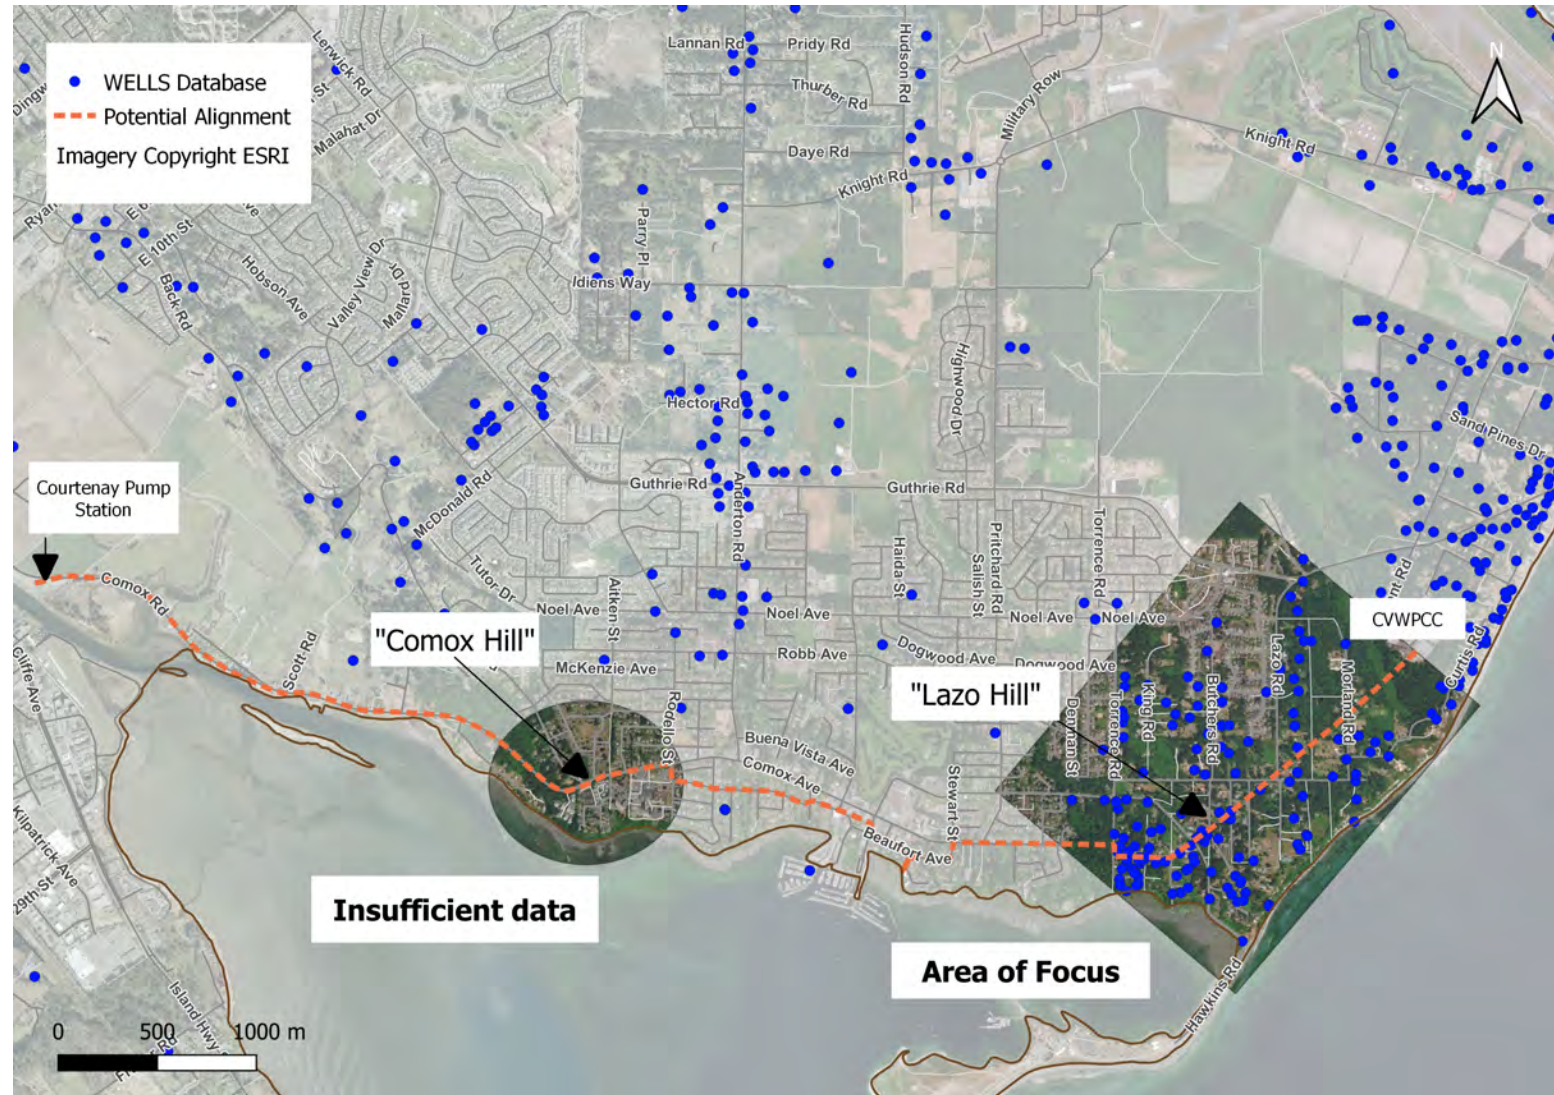 WELLS Database
Potential Alignment
Imagery Copyright ESRI
N
Lerwick Rd
Malahat Dr
Lannan Rd
Pridy Rd
Hudson Rd
Thurber Rd
Military Row
Daye Rd
Knight Rd
Knight Rd
E 10th St
Back Rd
Hobson Ave
Valley View Dr
Mallard Dr
Parry Pl
Idiens Way
Highwood Dr
Hector Rd
Sand Pines Dr
Courtenay Pump
Station
McDonald Rd
Guthrie Rd
Anderton Rd
Guthrie Rd
Comox Rd
Tutor Dr
Aitken St
Noel Ave
Noel Ave
Haida St
Salish St
Pritchard Rd
Torrence Rd
Noel Ave
Noel Ave
CVWPCC
Curtis Rd
Cliffe Ave
Scott Rd
"Comox Hill"
McKenzie Ave
Robb Ave
Dogwood Ave
Dogwood Ave
"Lazo Hill"
Rodello St
Denman St
Torrence Rd
King Rd
Butchers Rd
Lazo Rd
Morland Rd
Buena Vista Ave
Comox Ave
Stewart St
Beaufort Ave
Kilpatrick Ave
29th St
Insufficient data
Area of Focus
Island Hwy
Hawkins Rd
0 500 1000 m